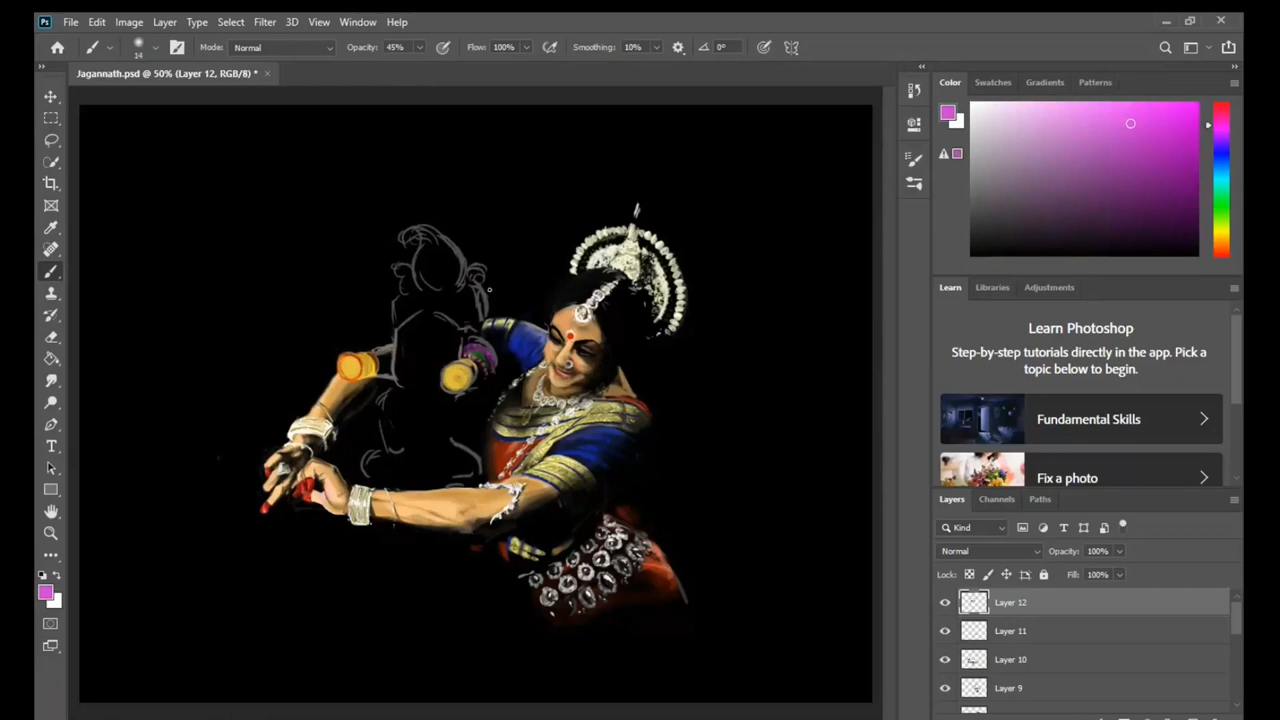 Ps File Edit Image Layer Type Select Filter 3D View Window Help
14 Mode: Normal Opacity: 45% Flow: 100% Smoothing: 10% 0°
Jagannath.psd @ 50% (Layer 12, RGB/8) * ×
Color Swatches Gradients Patterns
Learn Libraries Adjustments
Learn Photoshop
Step-by-step tutorials directly in the app. Pick a
topic below to begin.
Fundamental Skills
Fix a photo
Layers Channels Paths
Kind
Normal Opacity: 100%
Lock: Fill: 100%
Layer 12
Layer 11
Layer 10
Layer 9